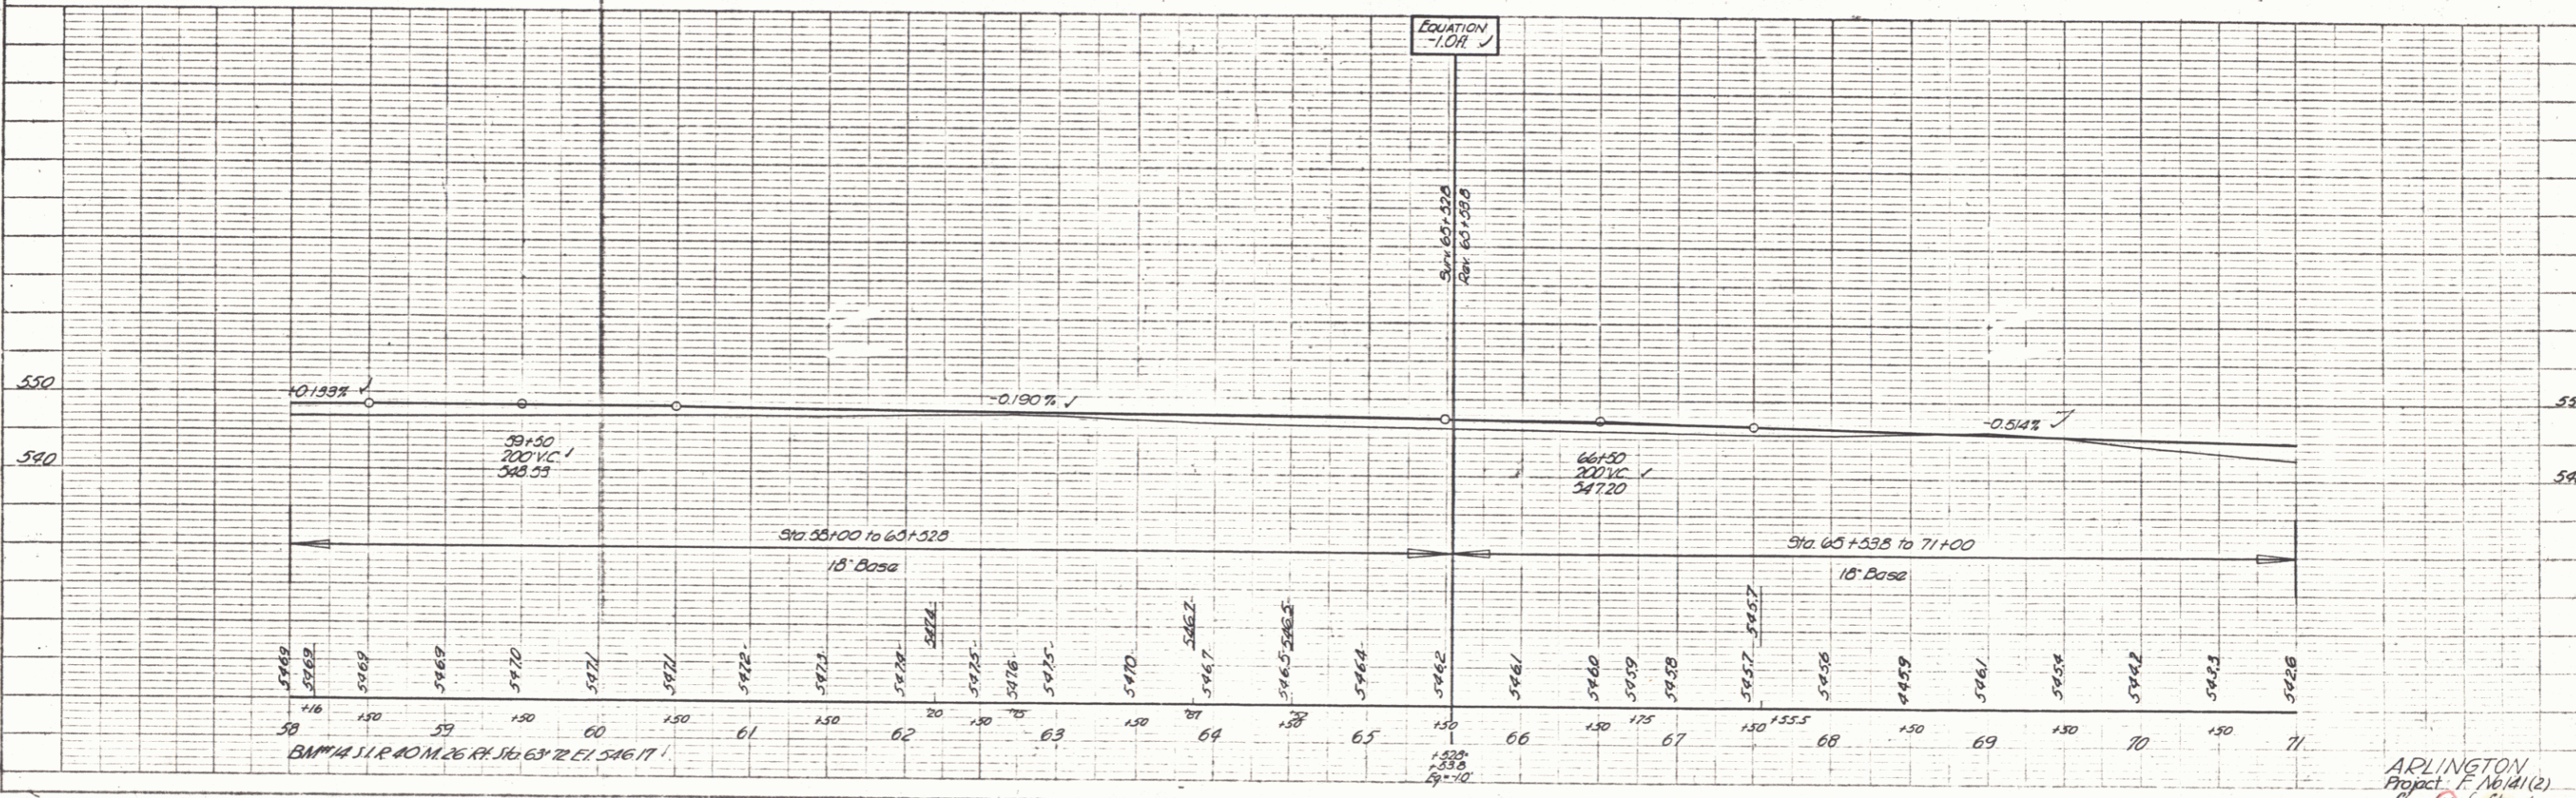 EQUATION
-1.0ft. ✓
Surv. 65+52.8
Rev. 65+53.8
550
+0.133% ✓
-0.190% ✓
-0.514% ✓
540
59+50
200' V.C. ✓
548.53
66+50
200' V.C. ✓
547.20
Sta. 58+00 to 65+52.8
18" Base
Sta. 65+53.8 to 71+00
18" Base
547.4
546.7
546.5
545.7
546.9 546.9 546.9 546.9 547.0 547.1 547.1 547.2 547.3 547.4 547.5 547.6 547.5 547.0 546.7 546.5 546.4 546.2 546.1 546.0 545.9 545.8 545.7 545.6 445.9 546.1 545.4 544.2 543.3 542.6
58 +16 +50 59 +50 60 +50 61 +50 62 20 +50 75 63 +50 87 64 +50 65 +50 66 +50 +75 67 +50 +55.5 68 +50 69 +50 70 +50 71
+52.8
+53.8
Eq=-1.0'
BM#14 S.I.R 40 M. 26 Rt. Sta 63+72 El. 546.17
ARLINGTON
Project F. No 141(2)